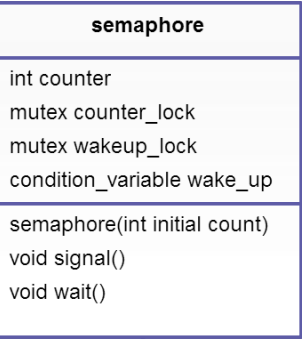 semaphore
int counter
mutex counter_lock
mutex wakeup_lock
condition_variable wake_up
semaphore(int initial count)
void signal()
void wait()